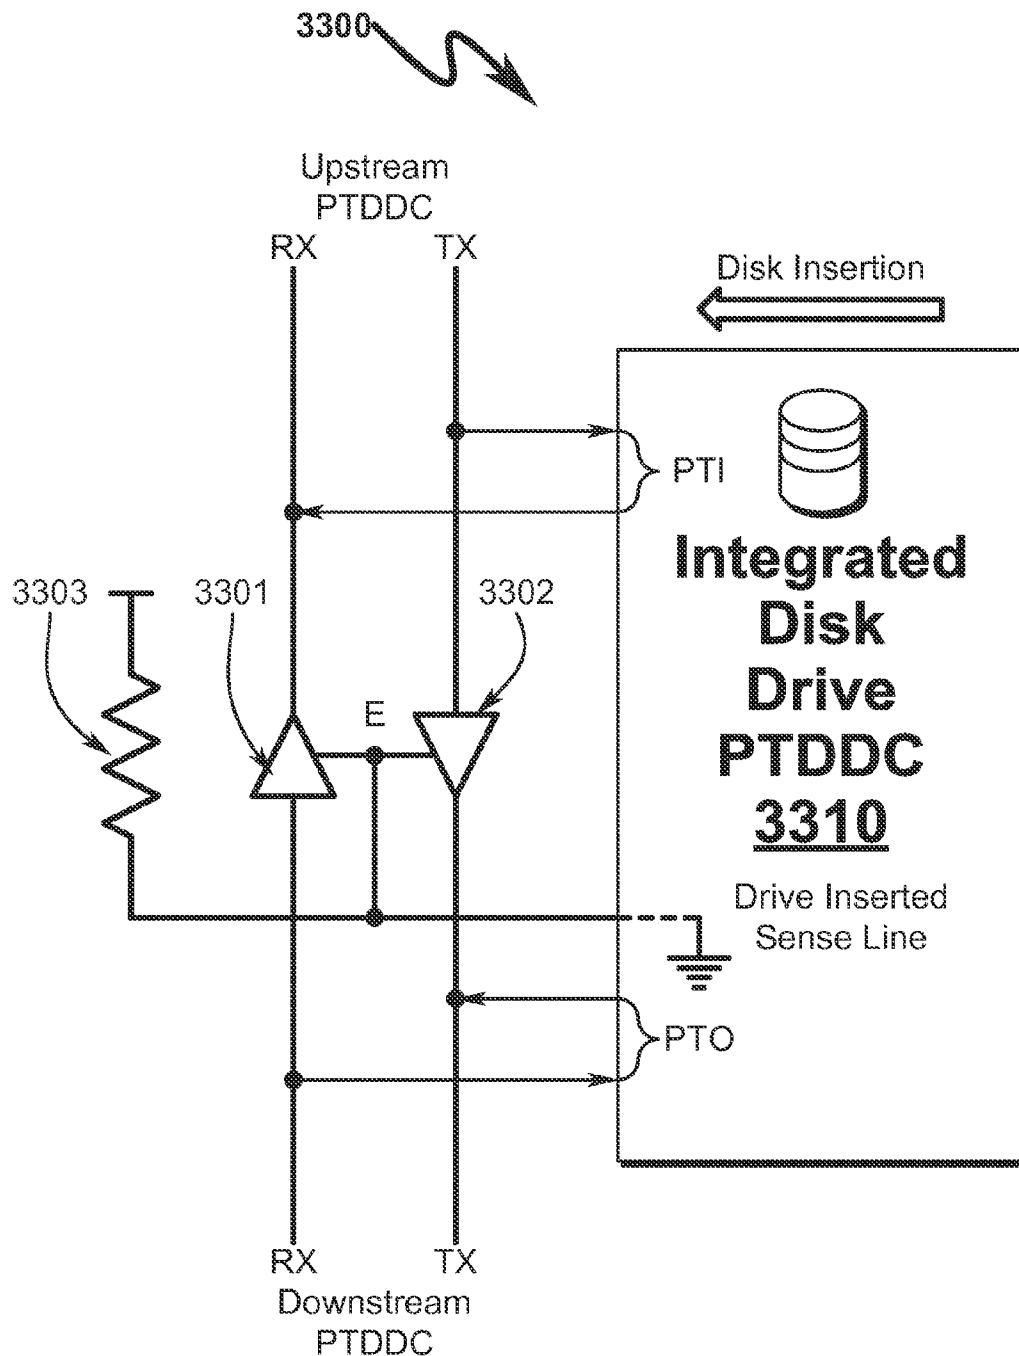 3300
Upstream
PTDDC
RX TX
Disk Insertion
PTI
3303 3301 3302
Integrated
Disk
Drive
PTDDC
3310
E
Drive Inserted
Sense Line
PTO
RX TX
Downstream
PTDDC